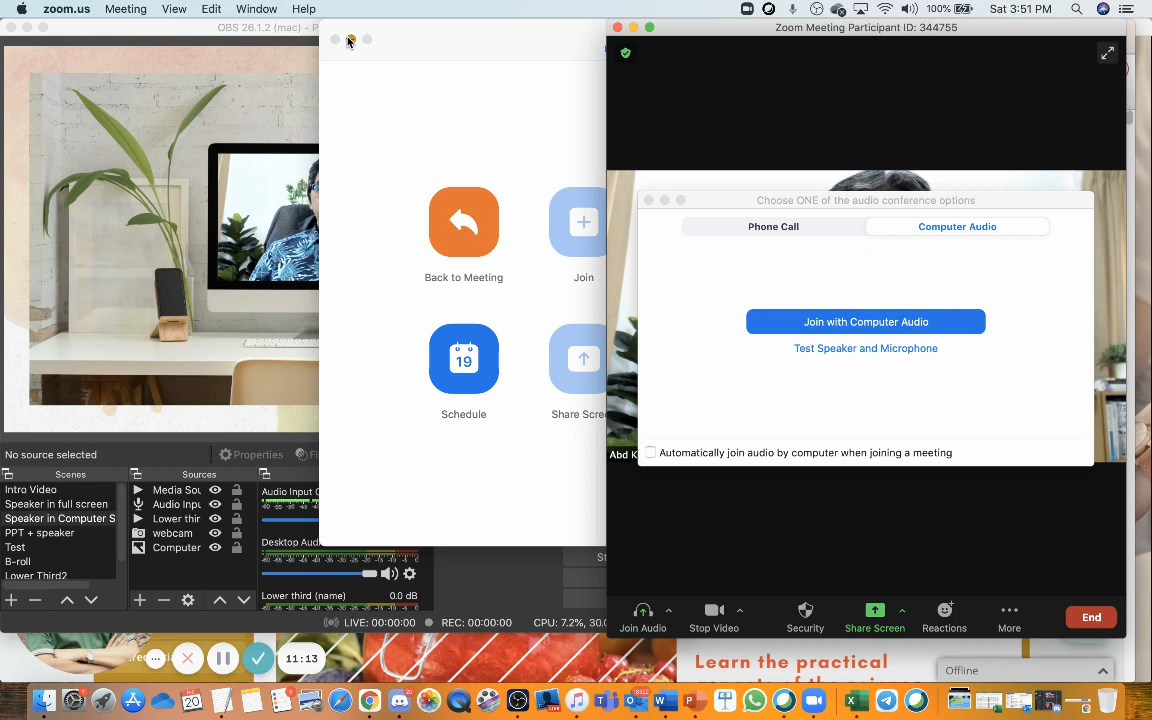 zoom.us Meeting View Edit Window Help 100% Sat 3:51 PM
OBS 26.1.2 (mac) - P
Zoom Meeting Participant ID: 344755
Choose ONE of the audio conference options
Phone Call Computer Audio
Back to Meeting Join
Join with Computer Audio
Test Speaker and Microphone
19
Schedule Share Scre
Abd K
Automatically join audio by computer when joining a meeting
No source selected Properties Fi
Scenes Sources
Intro Video
Speaker in full screen
Speaker in Computer S
PPT + speaker
Test
B-roll
Lower Third2
Media Sou
Audio Inpu
Lower thir
webcam
Computer
Audio Input C
Desktop Aud
Lower third (name) 0.0 dB
St
LIVE: 00:00:00 REC: 00:00:00 CPU: 7.2%, 30.0
Join Audio Stop Video Security Share Screen Reactions More End
11:13
Learn the practical
Offline
20